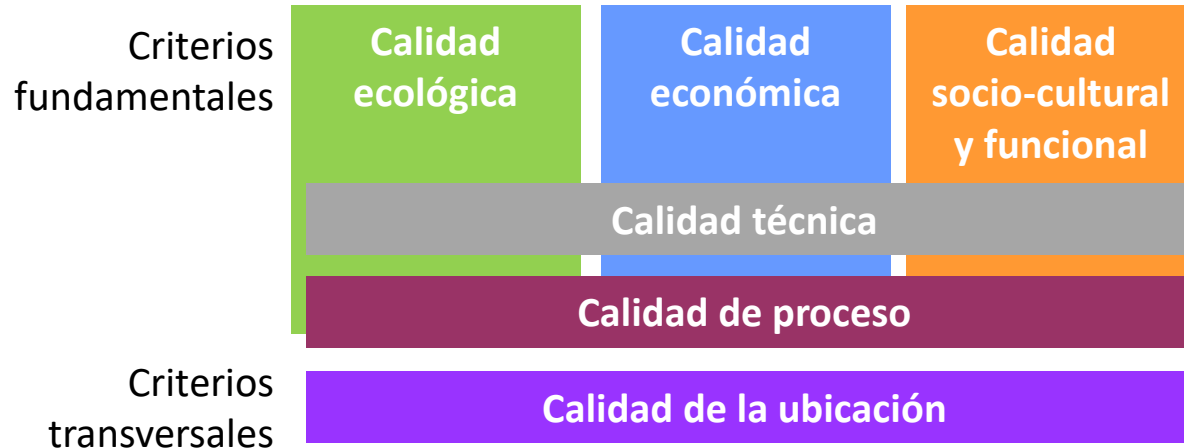 Criterios
fundamentales
Calidad
ecológica
Calidad
económica
Calidad
socio-cultural
y funcional
Calidad técnica
Calidad de proceso
Criterios
transversales
Calidad de la ubicación